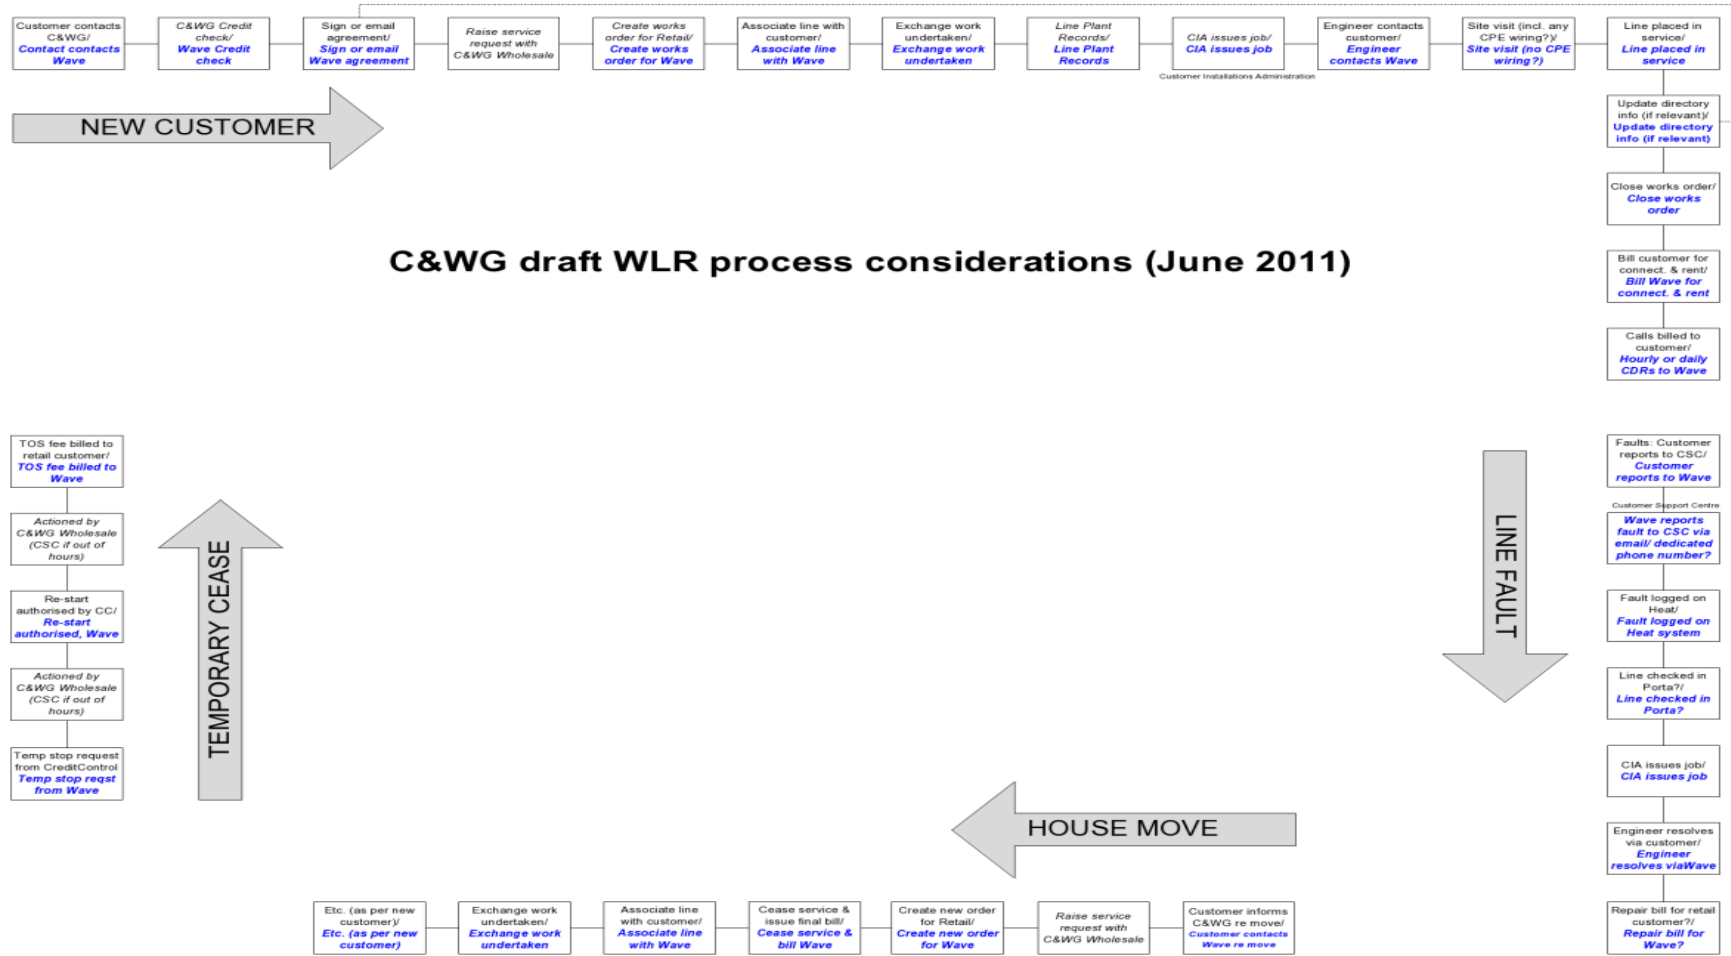 Customer contacts
C&WG/
Contact contacts
Wave
C&WG Credit
check/
Wave Credit
check
Sign or email
agreement/
Sign or email
Wave agreement
Raise service
request with
C&WG Wholesale
Create works
order for Retail/
Create works
order for Wave
Associate line with
customer/
Associate line
with Wave
Exchange work
undertaken/
Exchange work
undertaken
Line Plant
Records/
Line Plant
Records
CIA issues job/
CIA issues job
Customer Installations Administration
Engineer contacts
customer/
Engineer
contacts Wave
Site visit (incl. any
CPE wiring?)/
Site visit (no CPE
wiring?)
Line placed in
service/
Line placed in
service
NEW CUSTOMER
Update directory
info (if relevant)/
Update directory
info (if relevant)
Close works order/
Close works
order
C&WG draft WLR process considerations (June 2011)
Bill customer for
connect. & rent/
Bill Wave for
connect. & rent
Calls billed to
customer/
Hourly or daily
CDRs to Wave
LINE FAULT
Faults: Customer
reports to CSC/
Customer
reports to Wave
Customer Support Centre
Wave reports
fault to CSC via
email/ dedicated
phone number?
Fault logged on
Heat/
Fault logged on
Heat system
Line checked in
Porta?/
Line checked in
Porta?
CIA issues job/
CIA issues job
Engineer resolves
via customer/
Engineer
resolves viaWave
Repair bill for retail
customer?/
Repair bill for
Wave?
HOUSE MOVE
Customer informs
C&WG re move/
Customer contacts
Wave re move
Raise service
request with
C&WG Wholesale
Create new order
for Retail/
Create new order
for Wave
Cease service &
issue final bill/
Cease service &
bill Wave
Associate line
with customer/
Associate line
with Wave
Exchange work
undertaken/
Exchange work
undertaken
Etc. (as per new
customer)/
Etc. (as per new
customer)
TEMPORARY CEASE
Temp stop request
from CreditControl
Temp stop reqst
from Wave
Actioned by
C&WG Wholesale
(CSC if out of
hours)
Re-start
authorised by CC/
Re-start
authorised, Wave
Actioned by
C&WG Wholesale
(CSC if out of
hours)
TOS fee billed to
retail customer/
TOS fee billed to
Wave